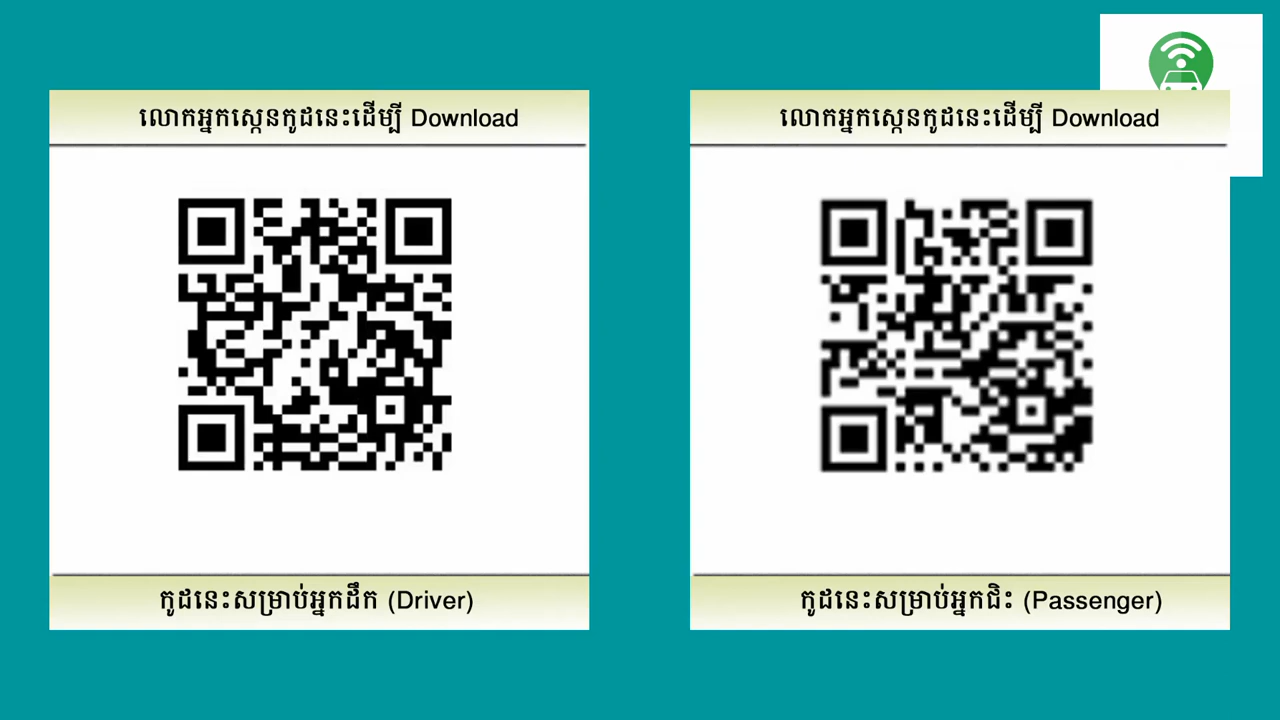 លោកអ្នកស្កេនកូដនេះដើម្បី Download
កូដនេះសម្រាប់អ្នកដឹក (Driver)
លោកអ្នកស្កេនកូដនេះដើម្បី Download
កូដនេះសម្រាប់អ្នកជិះ (Passenger)